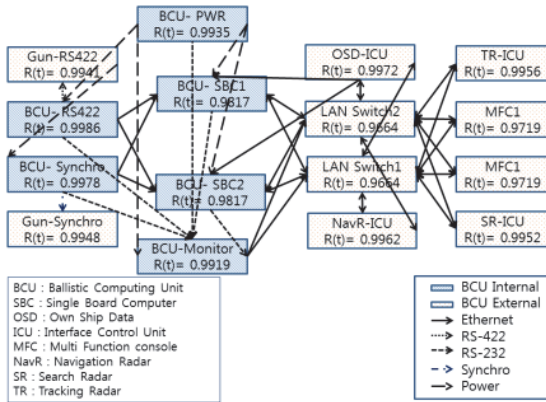 BCU- PWR
R(t)= 0.9935
Gun-RS422
R(t)= 0.9941
BCU- SBC1
R(t)= 0.9817
OSD-ICU
R(t)= 0.9972
TR-ICU
R(t)= 0.9956
BCU- RS422
R(t)= 0.9986
LAN Switch2
R(t)= 0.9664
MFC1
R(t)= 0.9719
BCU- Synchro
R(t)= 0.9978
BCU- SBC2
R(t)= 0.9817
LAN Switch1
R(t)= 0.9664
MFC1
R(t)= 0.9719
Gun-Synchro
R(t)= 0.9948
BCU-Monitor
R(t)= 0.9919
NavR-ICU
R(t)= 0.9962
SR-ICU
R(t)= 0.9952
BCU : Ballistic Computing Unit
SBC : Single Board Computer
OSD : Own Ship Data
ICU : Interface Control Unit
MFC : Multi Function console
NavR : Navigation Radar
SR : Search Radar
TR : Tracking Radar
BCU Internal
BCU External
Ethernet
RS-422
RS-232
Synchro
Power